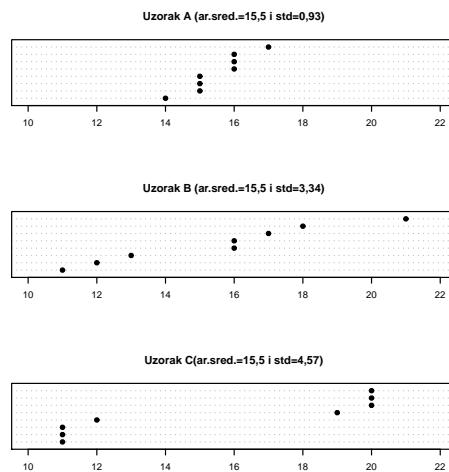 Uzorak A (ar.sred.=15,5 i std=0,93)
10 12 14 16 18 20 22
Uzorak B (ar.sred.=15,5 i std=3,34)
10 12 14 16 18 20 22
Uzorak C(ar.sred.=15,5 i std=4,57)
10 12 14 16 18 20 22